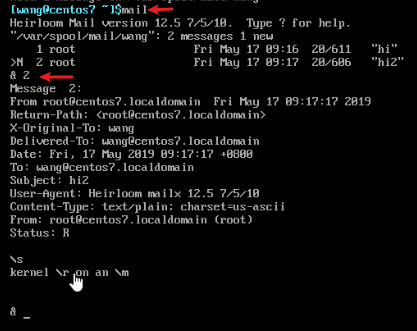 [wang@centos7 ~]$mail
Heirloom Mail version 12.5 7/5/10.  Type ? for help.
"/var/spool/mail/wang": 2 messages 1 new
    1 root                  Fri May 17 09:16  20/611   "hi"
>N  2 root                  Fri May 17 09:17  20/606   "hi2"
& 2
Message  2:
From root@centos7.localdomain  Fri May 17 09:17:17 2019
Return-Path: <root@centos7.localdomain>
X-Original-To: wang
Delivered-To: wang@centos7.localdomain
Date: Fri, 17 May 2019 09:17:17 +0800
To: wang@centos7.localdomain
Subject: hi2
User-Agent: Heirloom mailx 12.5 7/5/10
Content-Type: text/plain; charset=us-ascii
From: root@centos7.localdomain (root)
Status: R
\s
kernel \r on an \m
& _